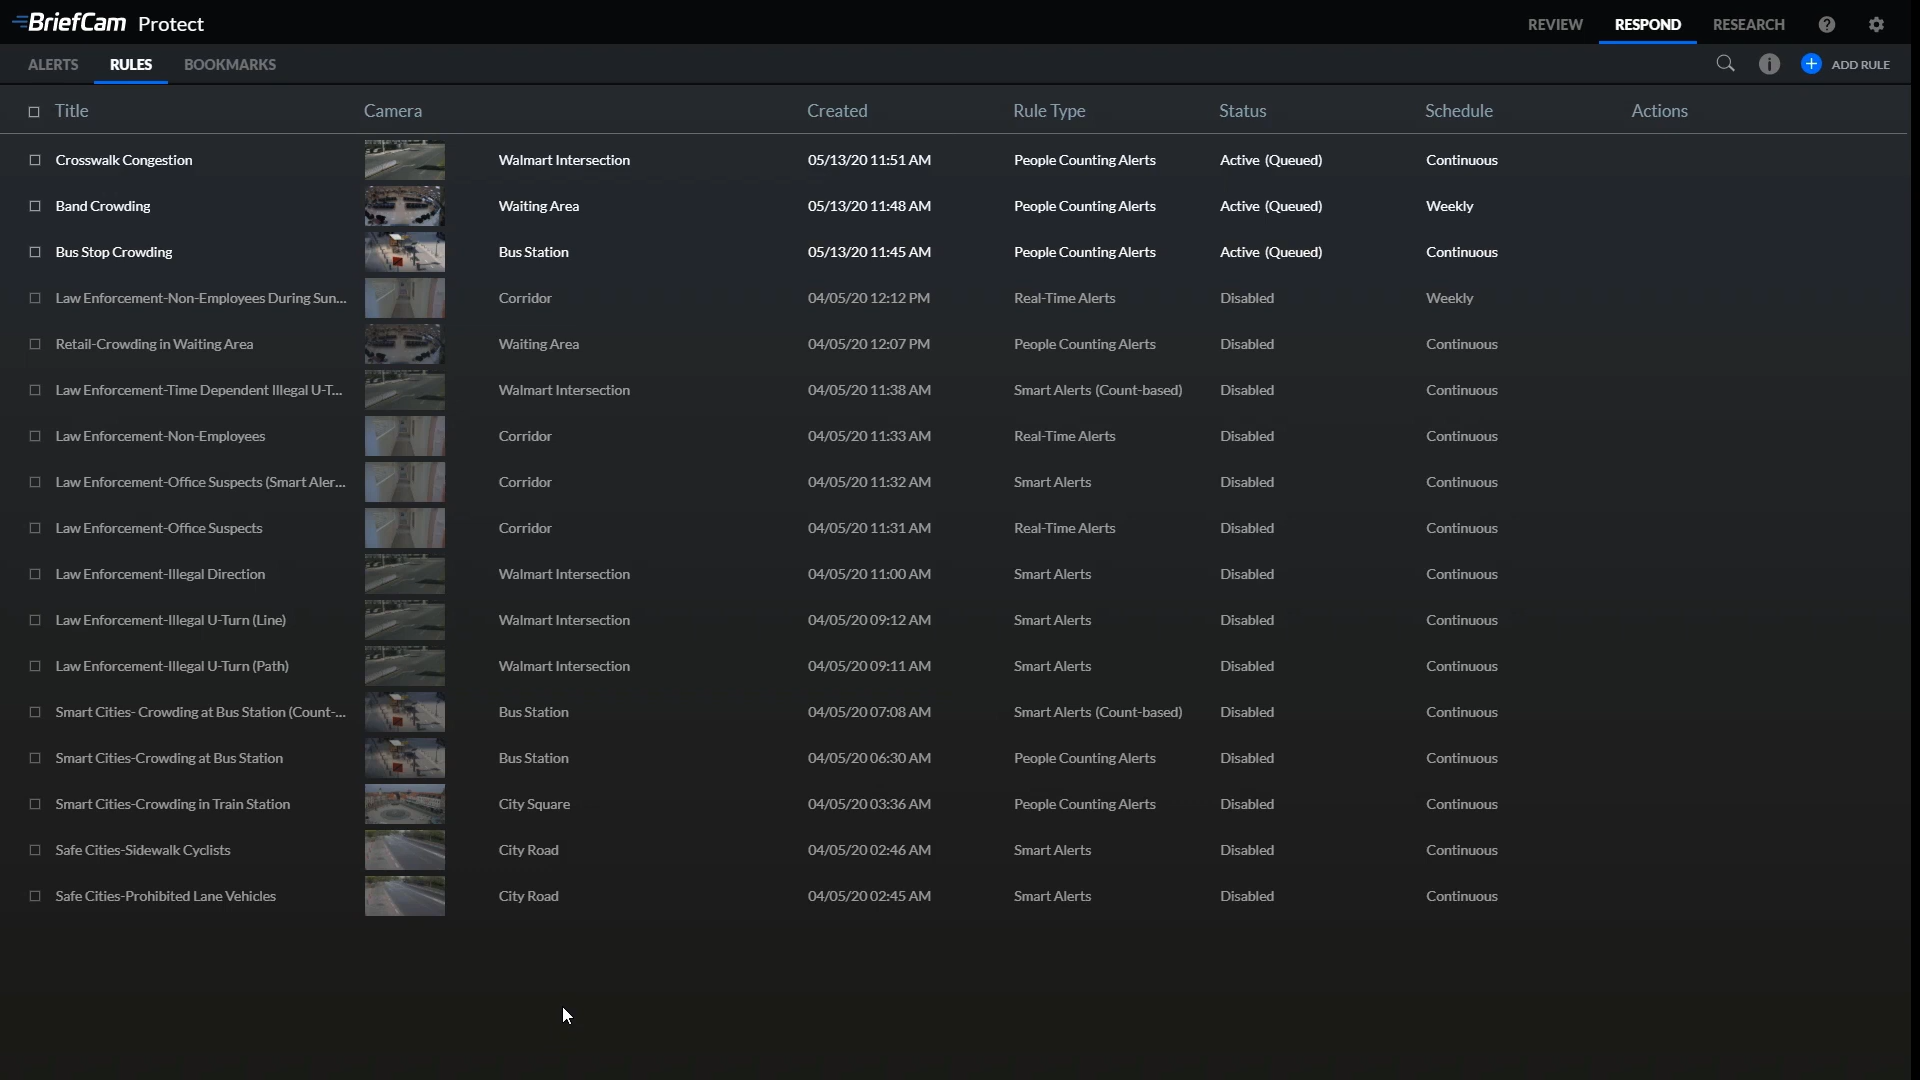 BriefCam Protect REVIEW RESPOND RESEARCH ?
ALERTS RULES BOOKMARKS i + ADD RULE
Title Camera Created Rule Type Status Schedule Actions
Crosswalk Congestion Walmart Intersection 05/13/20 11:51 AM People Counting Alerts Active (Queued) Continuous
Band Crowding Waiting Area 05/13/20 11:48 AM People Counting Alerts Active (Queued) Weekly
Bus Stop Crowding Bus Station 05/13/20 11:45 AM People Counting Alerts Active (Queued) Continuous
Law Enforcement-Non-Employees During Sun... Corridor 04/05/20 12:12 PM Real-Time Alerts Disabled Weekly
Retail-Crowding in Waiting Area Waiting Area 04/05/20 12:07 PM People Counting Alerts Disabled Continuous
Law Enforcement-Time Dependent Illegal U-T... Walmart Intersection 04/05/20 11:38 AM Smart Alerts (Count-based) Disabled Continuous
Law Enforcement-Non-Employees Corridor 04/05/20 11:33 AM Real-Time Alerts Disabled Continuous
Law Enforcement-Office Suspects (Smart Aler... Corridor 04/05/20 11:32 AM Smart Alerts Disabled Continuous
Law Enforcement-Office Suspects Corridor 04/05/20 11:31 AM Real-Time Alerts Disabled Continuous
Law Enforcement-Illegal Direction Walmart Intersection 04/05/20 11:00 AM Smart Alerts Disabled Continuous
Law Enforcement-Illegal U-Turn (Line) Walmart Intersection 04/05/20 09:12 AM Smart Alerts Disabled Continuous
Law Enforcement-Illegal U-Turn (Path) Walmart Intersection 04/05/20 09:11 AM Smart Alerts Disabled Continuous
Smart Cities- Crowding at Bus Station (Count-... Bus Station 04/05/20 07:08 AM Smart Alerts (Count-based) Disabled Continuous
Smart Cities-Crowding at Bus Station Bus Station 04/05/20 06:30 AM People Counting Alerts Disabled Continuous
Smart Cities-Crowding in Train Station City Square 04/05/20 03:36 AM People Counting Alerts Disabled Continuous
Safe Cities-Sidewalk Cyclists City Road 04/05/20 02:46 AM Smart Alerts Disabled Continuous
Safe Cities-Prohibited Lane Vehicles City Road 04/05/20 02:45 AM Smart Alerts Disabled Continuous